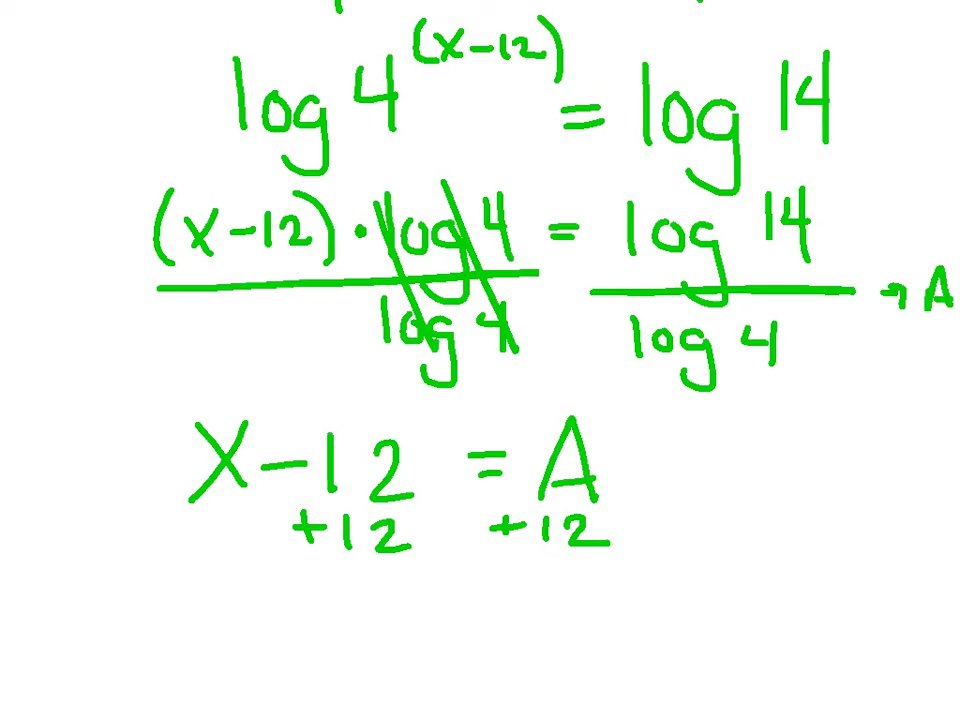 log 4^(x-12) = log 14
(x-12) • log 4 = log 14
log 4 log 4 → A
X - 12 = A
+12 +12